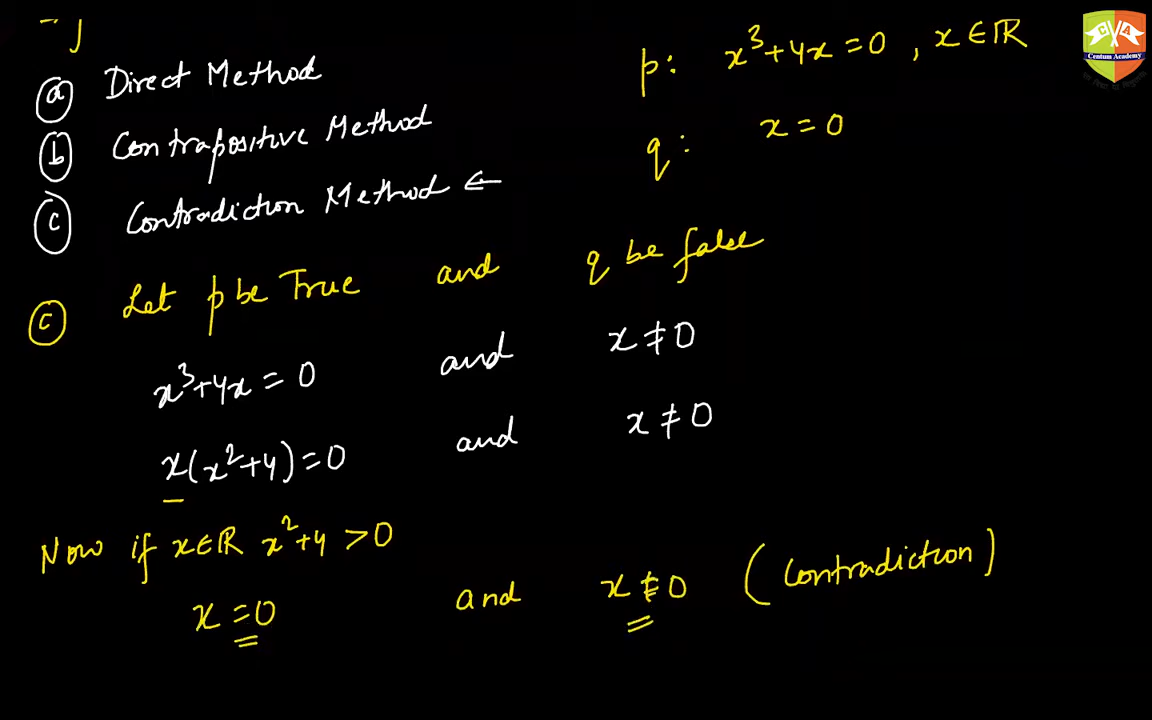 (a) Direct Method
p: x³+4x=0, x∈ℝ
(b) Contrapositive Method
q: x=0
(c) Contradiction Method ←
(c) Let p be True and q be false
x³+4x=0 and x≠0
x(x²+4)=0 and x≠0
Now if x∈ℝ x²+4>0
x=0 and x≠0 (Contradiction)
C A
Centum Academy